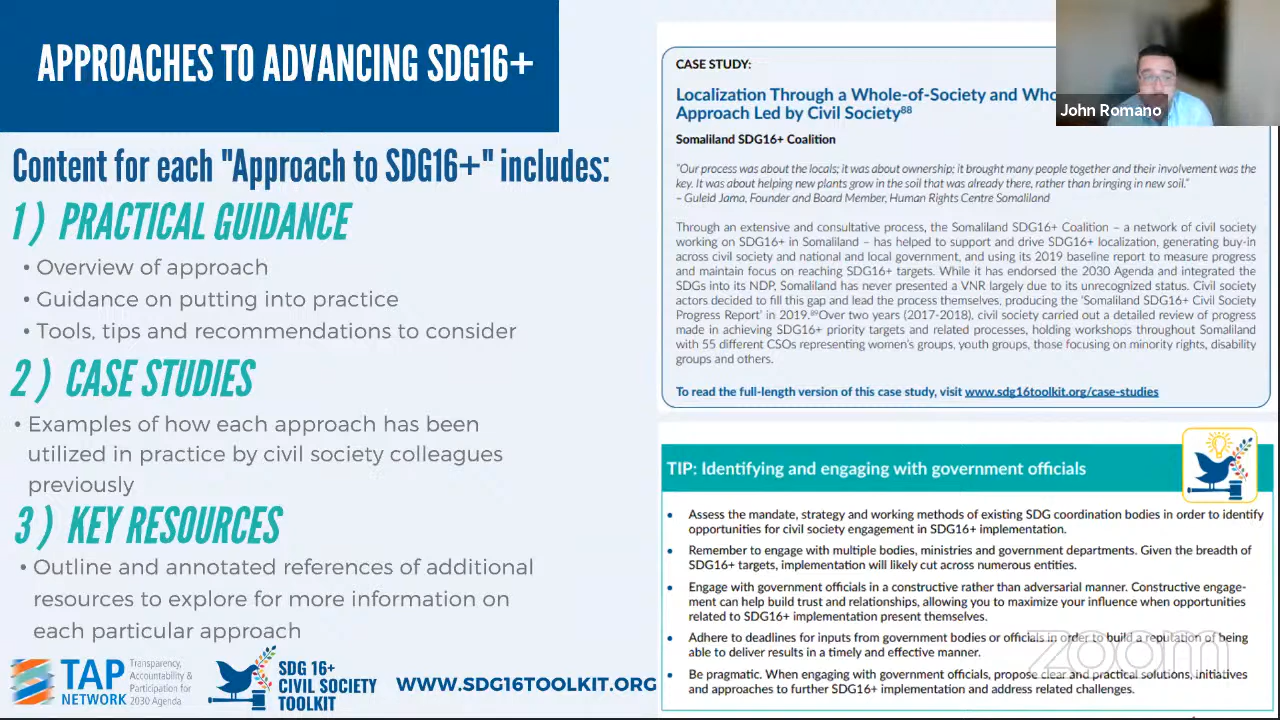 APPROACHES TO ADVANCING SDG16+
Content for each "Approach to SDG16+" includes:
1 ) PRACTICAL GUIDANCE
• Overview of approach
• Guidance on putting into practice
• Tools, tips and recommendations to consider
2 ) CASE STUDIES
• Examples of how each approach has been
utilized in practice by civil society colleagues
previously
3 ) KEY RESOURCES
• Outline and annotated references of additional
resources to explore for more information on
each particular approach
TAP
NETWORK
Transparency,
Accountability &
Participation for
2030 Agenda
SDG 16+
CIVIL SOCIETY
TOOLKIT
WWW.SDG16TOOLKIT.ORG
CASE STUDY:
Localization Through a Whole-of-Society and Who
Approach Led by Civil Society88
Somaliland SDG16+ Coalition
"Our process was about the locals; it was about ownership; it brought many people together and their involvement was the
key. It was about helping new plants grow in the soil that was already there, rather than bringing in new soil."
– Guleid Jama, Founder and Board Member, Human Rights Centre Somaliland
Through an extensive and consultative process, the Somaliland SDG16+ Coalition – a network of civil society
working on SDG16+ in Somaliland – has helped to support and drive SDG16+ localization, generating buy-in
across civil society and national and local government, and using its 2019 baseline report to measure progress
and maintain focus on reaching SDG16+ targets. While it has endorsed the 2030 Agenda and integrated the
SDGs into its NDP, Somaliland has never presented a VNR largely due to its unrecognized status. Civil society
actors decided to fill this gap and lead the process themselves, producing the 'Somaliland SDG16+ Civil Society
Progress Report' in 2019.89Over two years (2017-2018), civil society carried out a detailed review of progress
made in achieving SDG16+ priority targets and related processes, holding workshops throughout Somaliland
with 55 different CSOs representing women's groups, youth groups, those focusing on minority rights, disability
groups and others.
To read the full-length version of this case study, visit www.sdg16toolkit.org/case-studies
John Romano
TIP: Identifying and engaging with government officials
• Assess the mandate, strategy and working methods of existing SDG coordination bodies in order to identify
opportunities for civil society engagement in SDG16+ implementation.
• Remember to engage with multiple bodies, ministries and government departments. Given the breadth of
SDG16+ targets, implementation will likely cut across numerous entities.
• Engage with government officials in a constructive rather than adversarial manner. Constructive engage-
ment can help build trust and relationships, allowing you to maximize your influence when opportunities
related to SDG16+ implementation present themselves.
• Adhere to deadlines for inputs from government bodies or officials in order to build a reputation of being
able to deliver results in a timely and effective manner.
• Be pragmatic. When engaging with government officials, propose clear and practical solutions, initiatives
and approaches to further SDG16+ implementation and address related challenges.
zoom